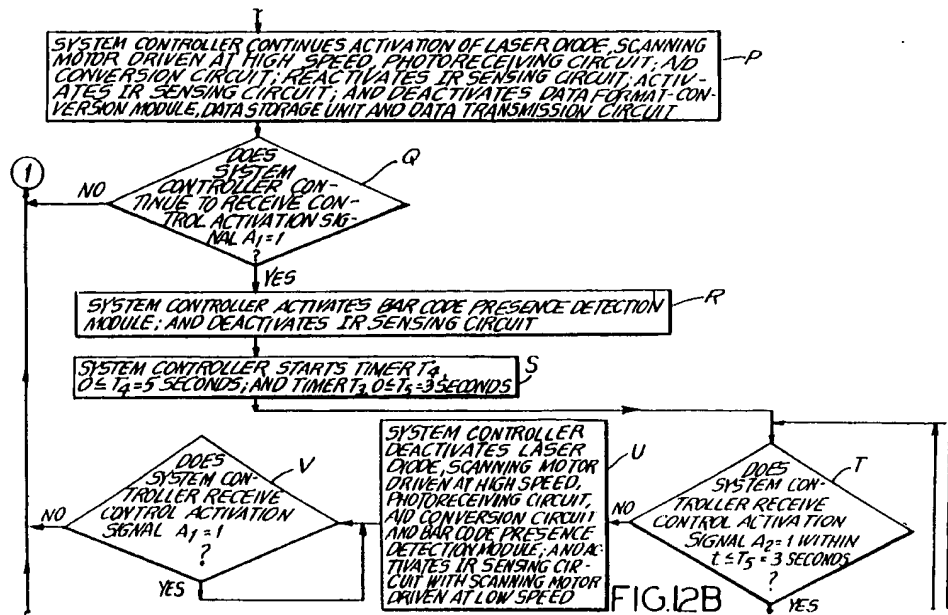 SYSTEM CONTROLLER CONTINUES ACTIVATION OF LASER DIODE, SCANNING
MOTOR DRIVEN AT HIGH SPEED, PHOTORECEIVING CIRCUIT; A/D
CONVERSION CIRCUIT; REACTIVATES IR SENSING CIRCUIT; ACTIV-
ATES IR SENSING CIRCUIT; AND DEACTIVATES DATA FORMAT-CON-
VERSION MODULE, DATA STORAGE UNIT AND DATA TRANSMISSION CIRCUIT
P
1
DOES
SYSTEM
CONTROLLER CON-
TINUE TO RECEIVE CON-
TROL ACTIVATION SIG-
NAL A1=1
?
Q
NO
YES
SYSTEM CONTROLLER ACTIVATES BAR CODE PRESENCE DETECTION
MODULE; AND DEACTIVATES IR SENSING CIRCUIT
R
SYSTEM CONTROLLER STARTS TIMER T4,
0≤T4=5 SECONDS; AND TIMER T3, 0≤T5=3 SECONDS
S
DOES
SYSTEM CON-
TROLLER RECEIVE
CONTROL ACTIVATION
SIGNAL A1=1
?
V
NO
YES
SYSTEM CONTROLLER
DEACTIVATES LASER
DIODE, SCANNING MOTOR
DRIVEN AT HIGH SPEED,
PHOTORECEIVING CIRCUIT,
A/D CONVERSION CIRCUIT
AND BAR CODE PRESENCE
DETECTION MODULE; AND AC-
TIVATES IR SENSING CIR-
CUIT WITH SCANNING MOTOR
DRIVEN AT LOW SPEED
U
NO
DOES
SYSTEM CON-
TROLLER RECEIVE
CONTROL ACTIVATION
SIGNAL A2=1 WITHIN
t≤T5=3 SECONDS
?
T
YES
FIG.12B